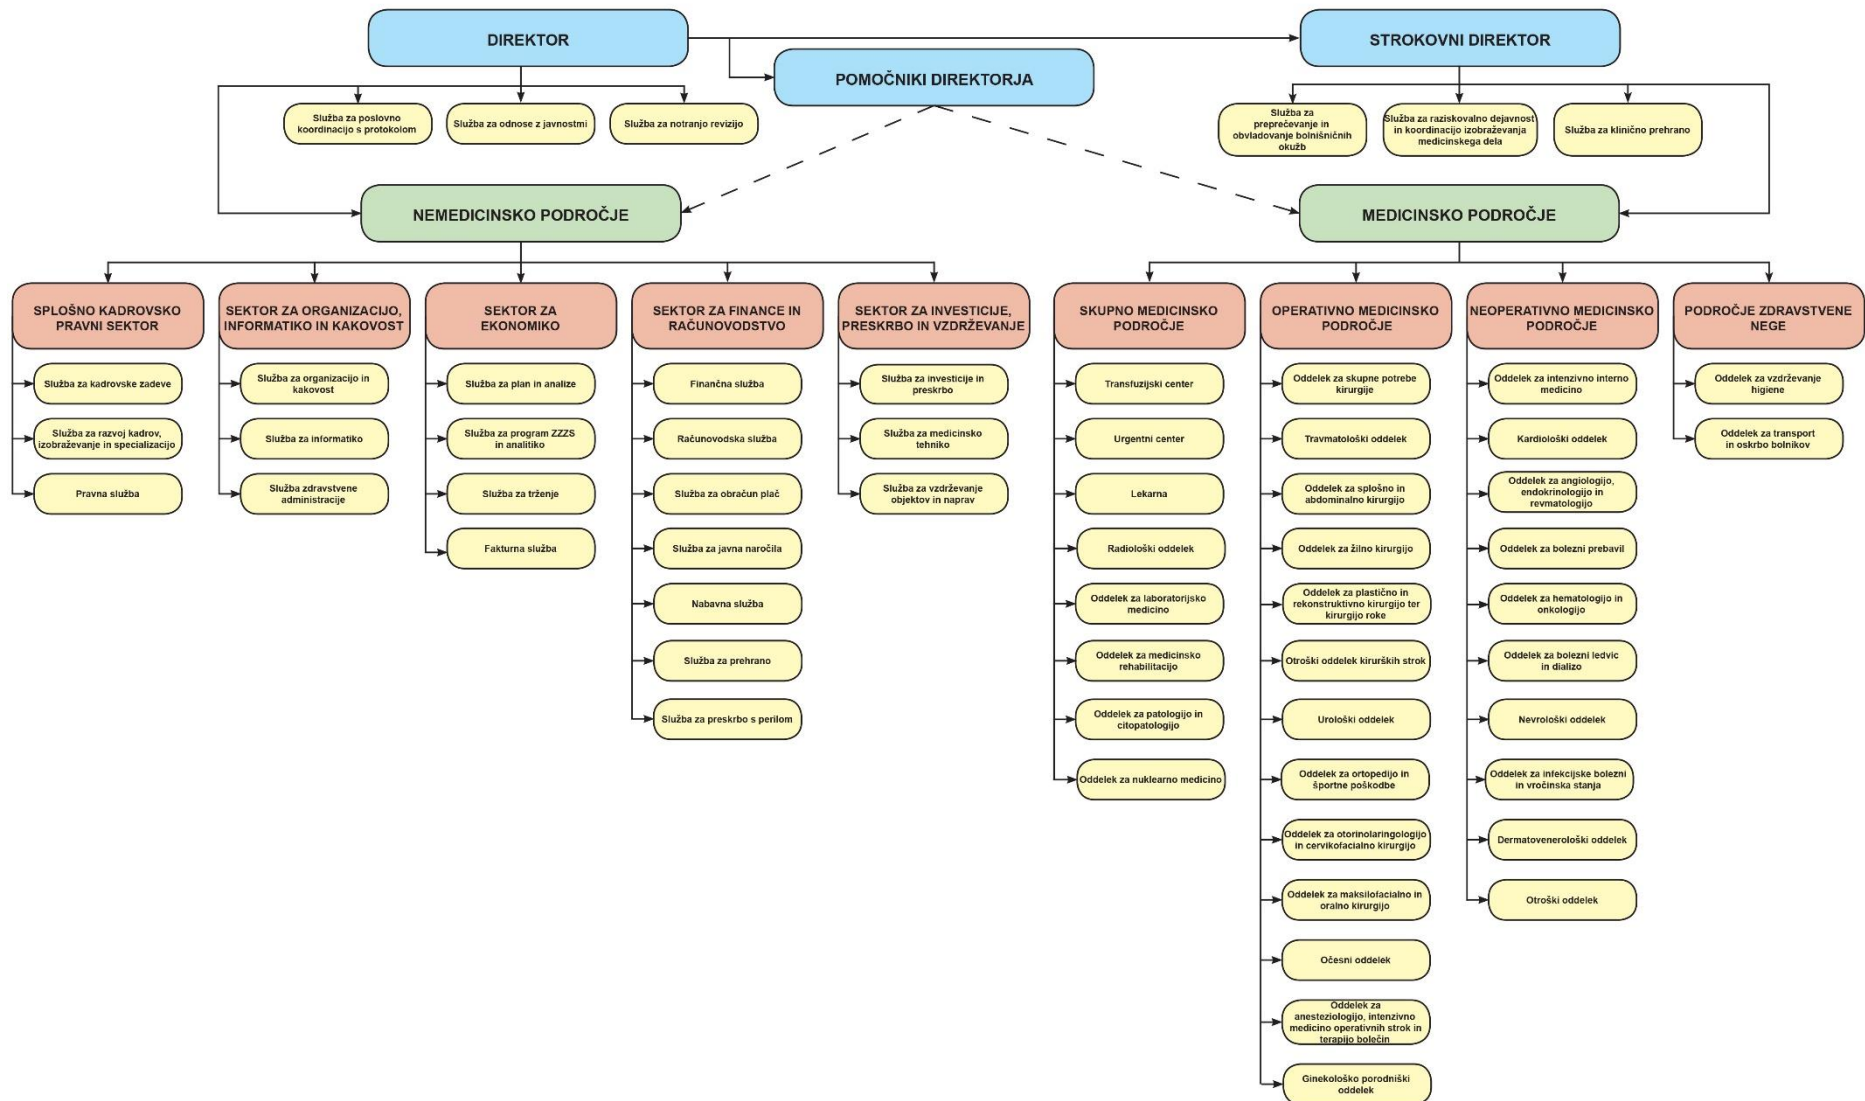 DIREKTOR
STROKOVNI DIREKTOR
POMOČNIKI DIREKTORJA
Služba za poslovno
koordinacijo s protokolom
Služba za odnose z javnostmi
Služba za notranjo revizijo
Služba za
preprečevanje in
obvladovanje bolnišničnih
okužb
Služba za raziskovalno dejavnost
in koordinacijo izobraževanja
medicinskega dela
Služba za klinično prehrano
NEMEDICINSKO PODROČJE
MEDICINSKO PODROČJE
SPLOŠNO KADROVSKO
PRAVNI SEKTOR
Služba za kadrovske zadeve
Služba za razvoj kadrov,
izobraževanje in specializacijo
Pravna služba
SEKTOR ZA ORGANIZACIJO,
INFORMATIKO IN KAKOVOST
Služba za organizacijo in
kakovost
Služba za informatiko
Služba zdravstvene
administracije
SEKTOR ZA
EKONOMIKO
Služba za plan in analize
Služba za program ZZZS
in analitiko
Služba za trženje
Fakturna služba
SEKTOR ZA FINANCE IN
RAČUNOVODSTVO
Finančna služba
Računovodska služba
Služba za obračun plač
Služba za javna naročila
Nabavna služba
Služba za prehrano
Služba za preskrbo s perilom
SEKTOR ZA INVESTICIJE,
PRESKRBO IN VZDRŽEVANJE
Služba za investicije in
preskrbo
Služba za medicinsko
tehniko
Služba za vzdrževanje
objektov in naprav
SKUPNO MEDICINSKO
PODROČJE
Transfuzijski center
Urgentni center
Lekarna
Radiološki oddelek
Oddelek za laboratorijsko
medicino
Oddelek za medicinsko
rehabilitacijo
Oddelek za patologijo in
citopatologijo
Oddelek za nuklearno medicino
OPERATIVNO MEDICINSKO
PODROČJE
Oddelek za skupne potrebe
kirurgije
Travmatološki oddelek
Oddelek za splošno in
abdominalno kirurgijo
Oddelek za žilno kirurgijo
Oddelek za plastično in
rekonstruktivno kirurgijo ter
kirurgijo roke
Otroški oddelek kirurških strok
Urološki oddelek
Oddelek za ortopedijo in
športne poškodbe
Oddelek za otorinolaringologijo
in cervikofacialno kirurgijo
Oddelek za maksilofacialno in
oralno kirurgijo
Očesni oddelek
Oddelek za
anesteziologijo, intenzivno
medicino operativnih strok in
terapijo bolečin
Ginekološko porodniški
oddelek
NEOPERATIVNO MEDICINSKO
PODROČJE
Oddelek za intenzivno interno
medicino
Kardiološki oddelek
Oddelek za angiologijo,
endokrinologijo in
revmatologijo
Oddelek za bolezni prebavil
Oddelek za hematologijo in
onkologijo
Oddelek za bolezni ledvic
in dializo
Nevrološki oddelek
Oddelek za infekcijske bolezni
in vročinska stanja
Dermatovenerološki oddelek
Otroški oddelek
PODROČJE ZDRAVSTVENE
NEGE
Oddelek za vzdrževanje
higiene
Oddelek za transport
in oskrbo bolnikov